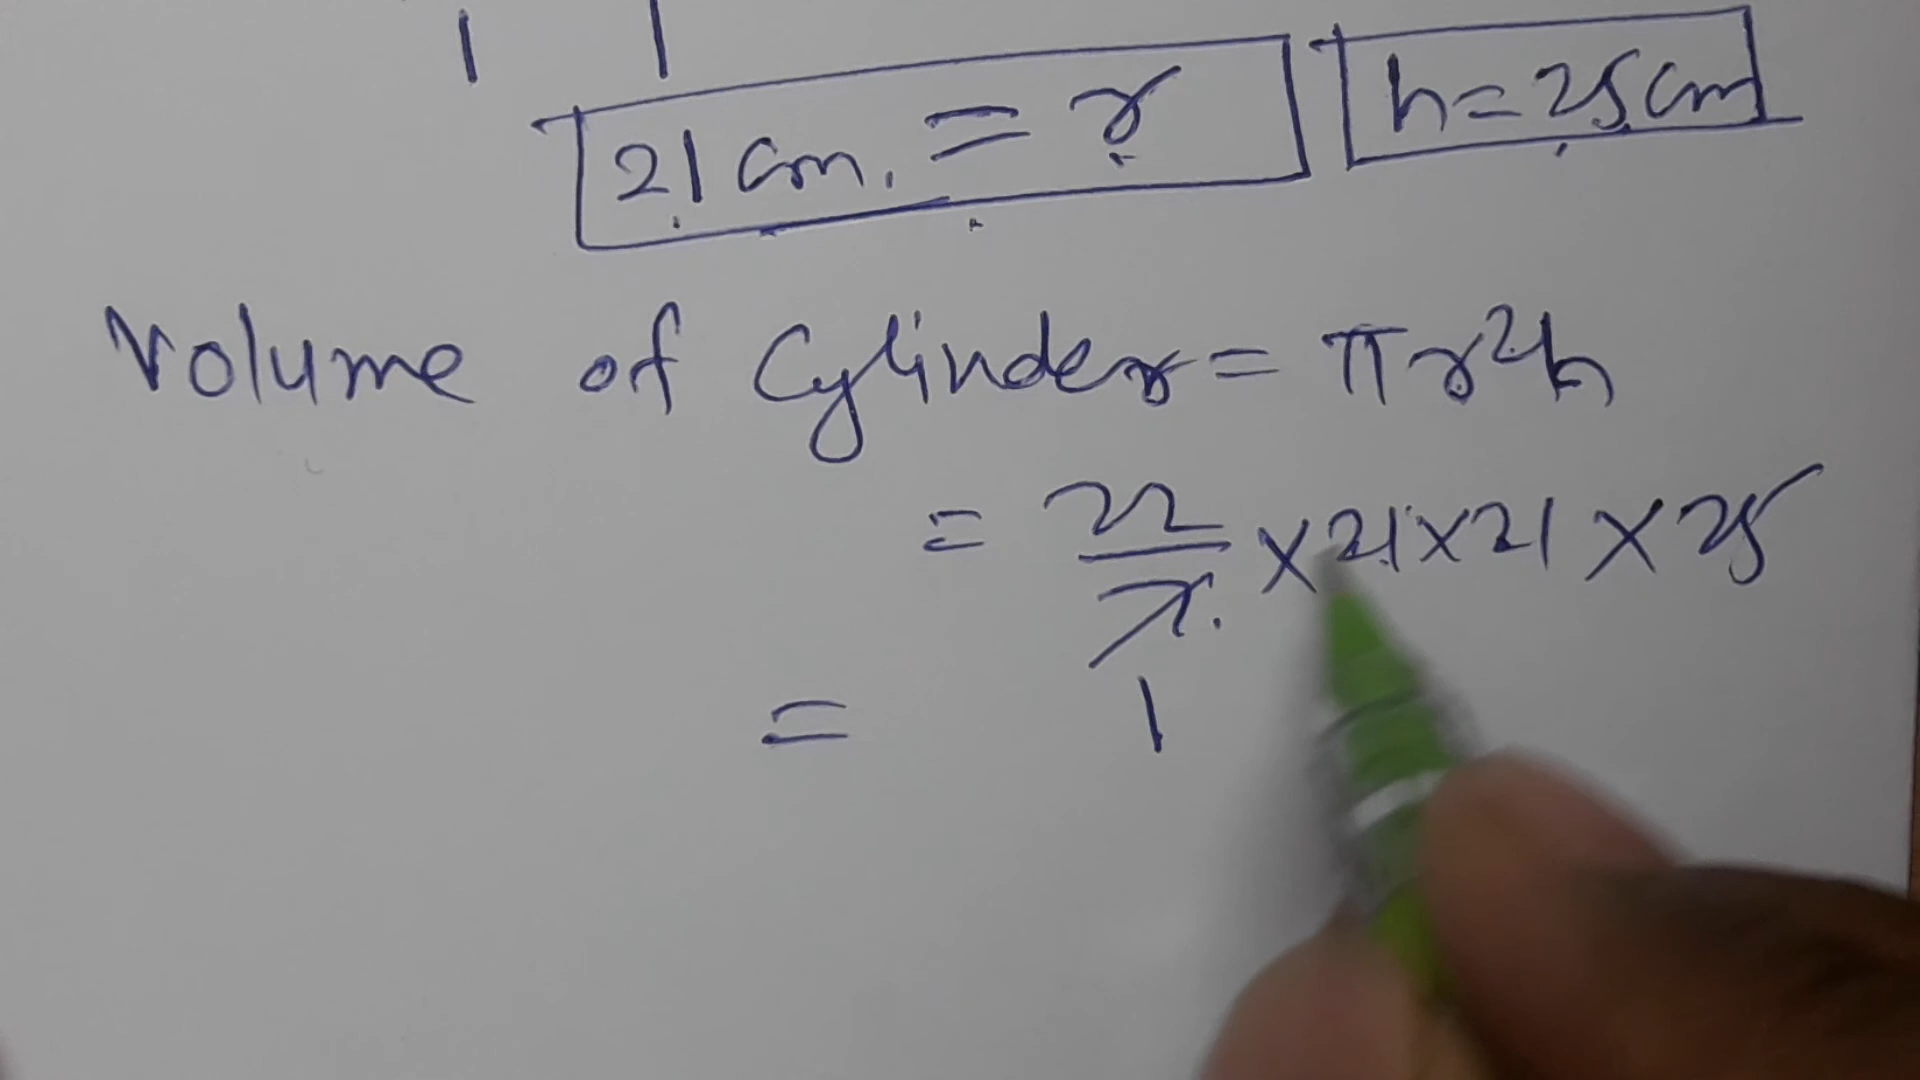 21 cm. = r h = 25 cm
Volume of Cylinder = πr²h
= 22/7 × 21 × 21 × 25
= 1